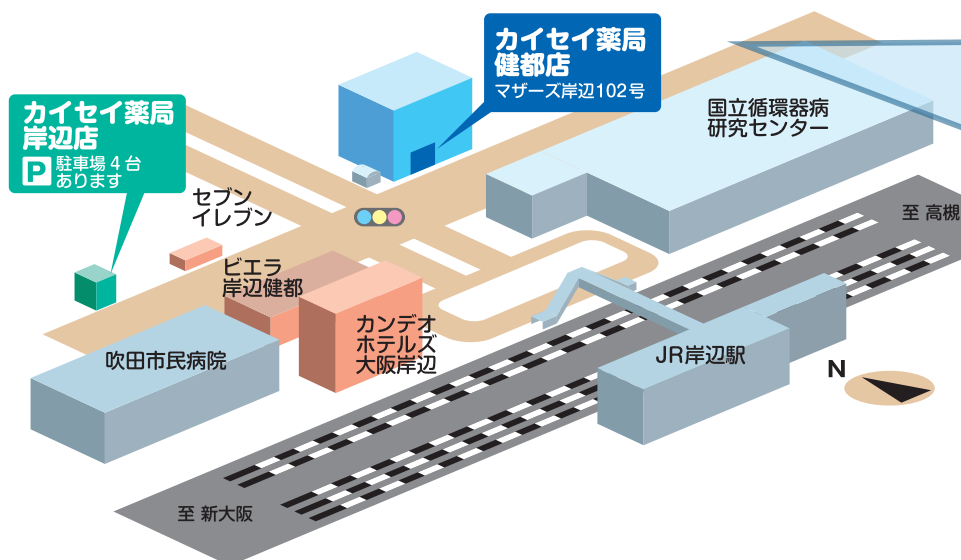 カイセイ薬局
健都店
マザーズ岸辺102号
国立循環器病
研究センター
カイセイ薬局
岸辺店
P 駐車場4台
あります
セブン
イレブン
至 高槻
ビエラ
岸辺健都
カンデオ
ホテルズ
大阪岸辺
吹田市民病院
JR岸辺駅
N
至 新大阪